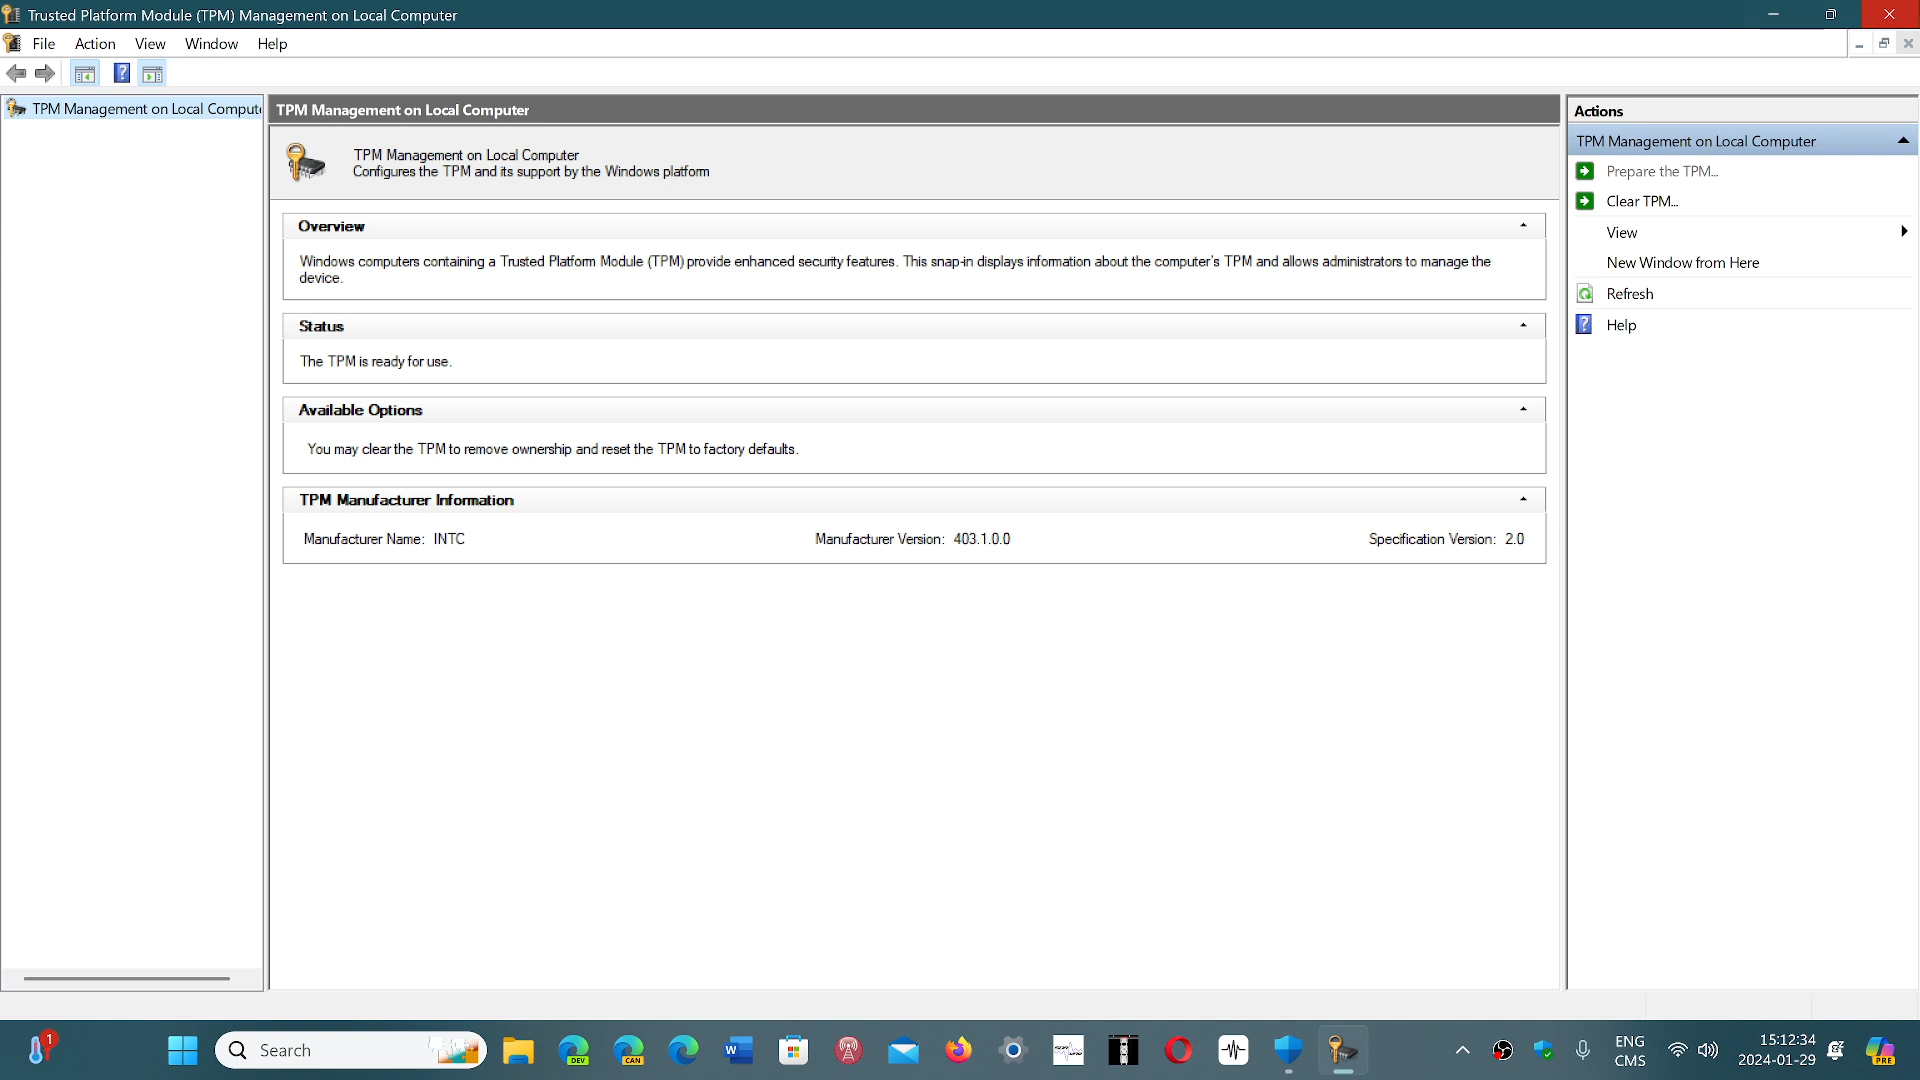 Trusted Platform Module (TPM) Management on Local Computer
File Action View Window Help
TPM Management on Local Compute
TPM Management on Local Computer
TPM Management on Local Computer
Configures the TPM and its support by the Windows platform
Overview
Windows computers containing a Trusted Platform Module (TPM) provide enhanced security features. This snap-in displays information about the computer's TPM and allows administrators to manage the
device.
Status
The TPM is ready for use.
Available Options
You may clear the TPM to remove ownership and reset the TPM to factory defaults.
TPM Manufacturer Information
Manufacturer Name: INTC Manufacturer Version: 403.1.0.0 Specification Version: 2.0
Actions
TPM Management on Local Computer
Prepare the TPM...
Clear TPM...
View
New Window from Here
Refresh
Help
1
Search
DEV
CAN
ENG
CMS
15:12:34
2024-01-29
PRE